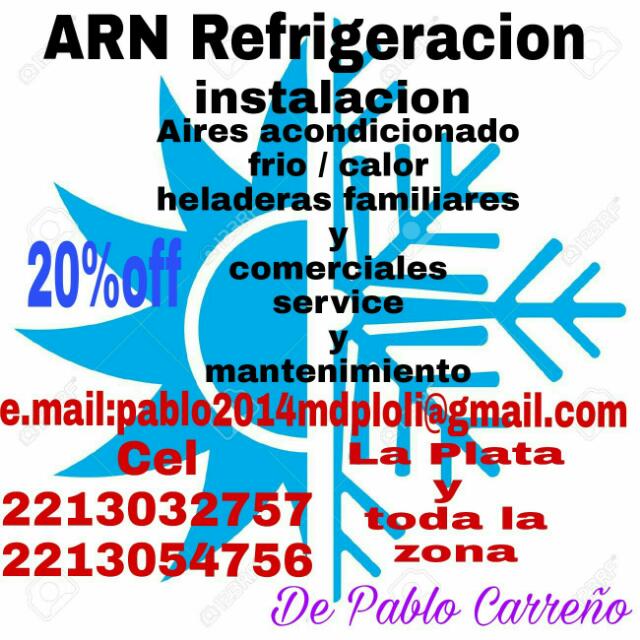 ARN Refrigeracion
instalacion
Aires acondicionado
frio / calor
heladeras familiares
y
20%off
comerciales
service
y
mantenimiento
e.mail:pablo2014mdploli@gmail.com
Cel
2213032757
2213054756
La Plata
y
toda la
zona
De Pablo Carreño